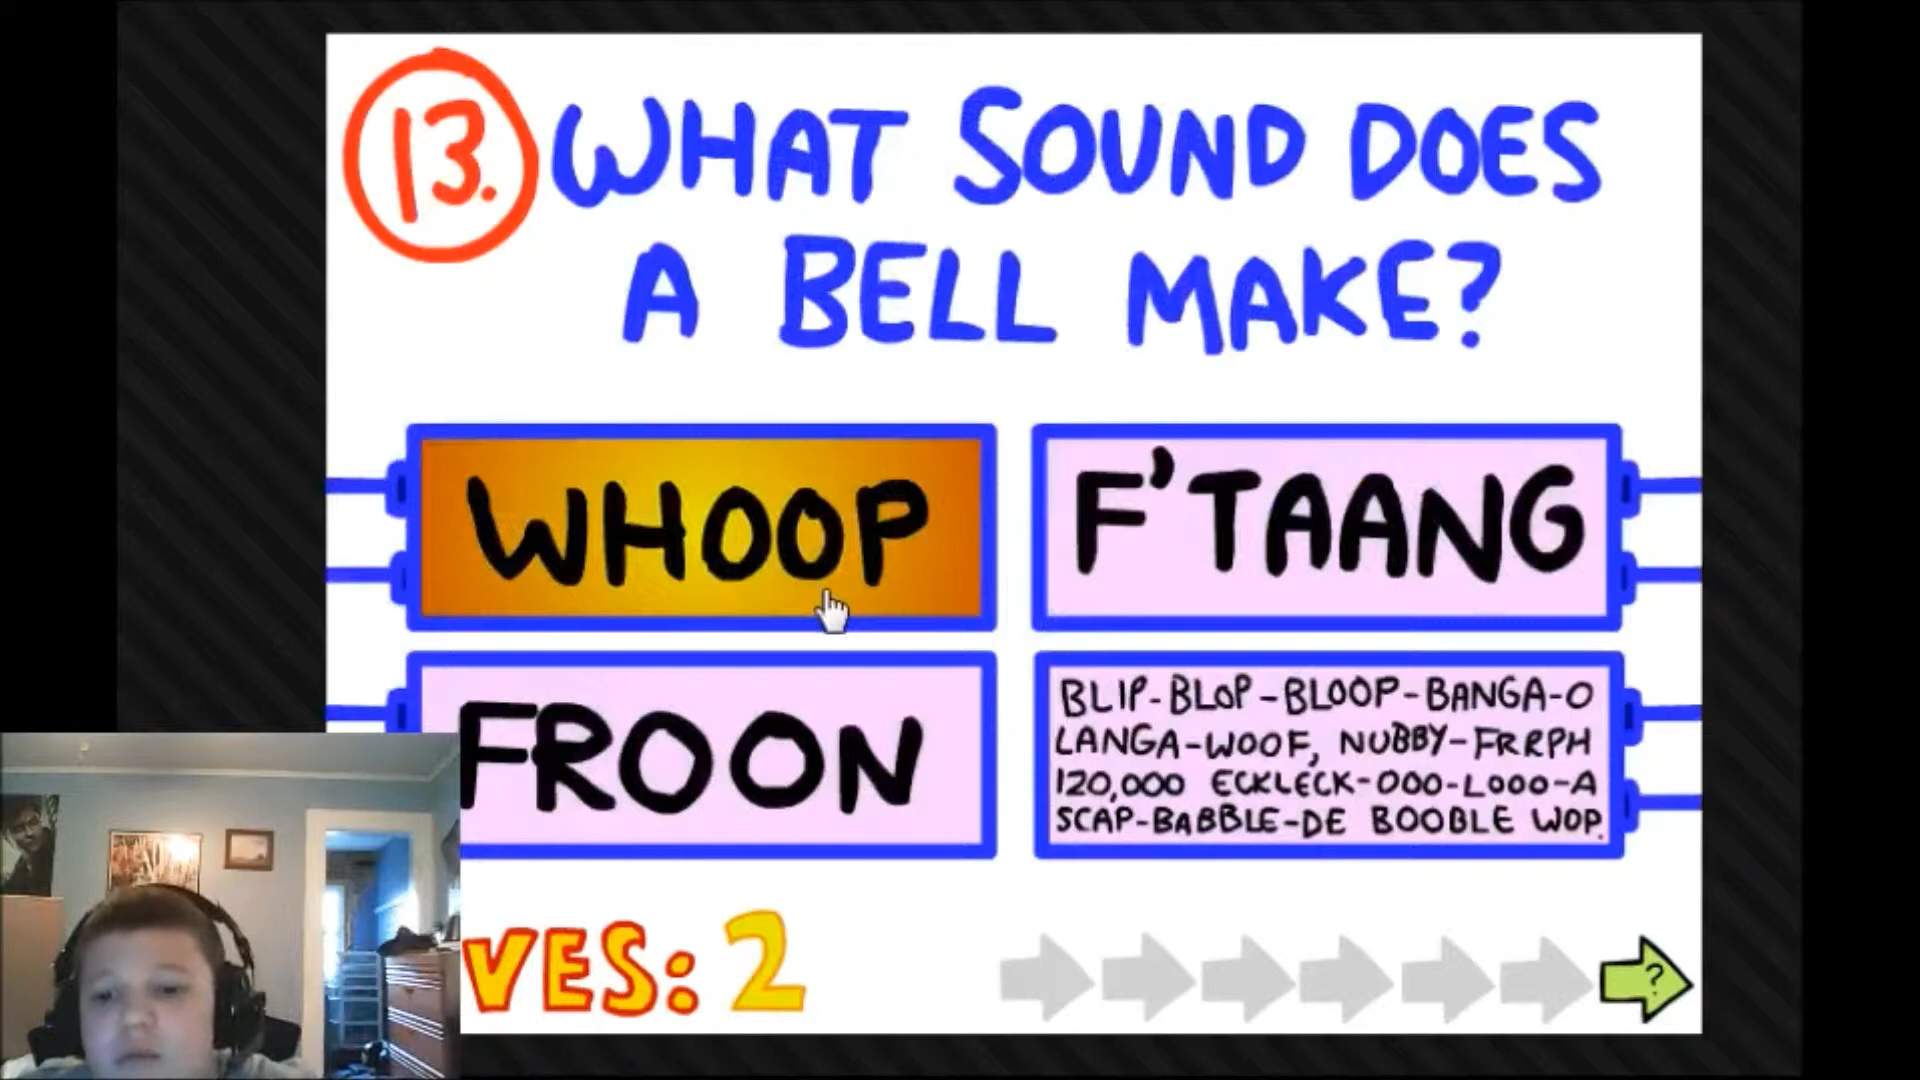 13. WHAT SOUND DOES
A BELL MAKE?
WHOOP
F'TAANG
FROON
BLIP-BLOP-BLOOP-BANGA-O
LANGA-WOOF, NUBBY-FRRPH
120,000 ECKLECK-OOO-LOOO-A
SCAP-BABBLE-DE BOOBLE WOP.
VES: 2
?